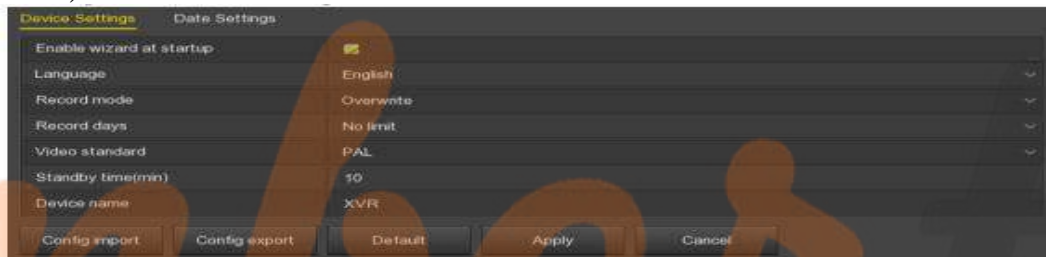 Device Settings Date Settings
Enable wizard at startup
Language English
Record mode Overwrite
Record days No limit
Video standard PAL
Standby time(min) 10
Device name XVR
Config import Config export Default Apply Cancel